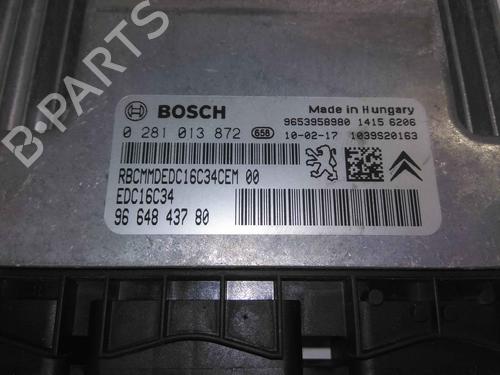 BOSCH
Made in Hungary
9653958980 1415 6206
0 281 013 872 658 10-02-17 1039S20163
RBCMMDEDC16C34CEM 00
EDC16C34
96 648 437 80
B-PARTS